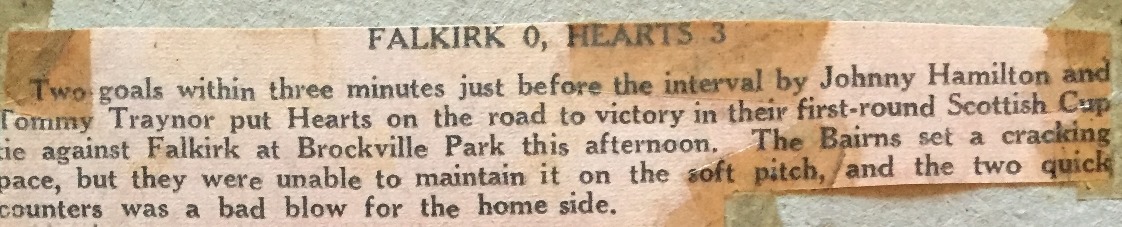 FALKIRK 0, HEARTS 3
Two goals within three minutes just before the interval by Johnny Hamilton and
Tommy Traynor put Hearts on the road to victory in their first-round Scottish Cup
tie against Falkirk at Brockville Park this afternoon. The Bairns set a cracking
pace, but they were unable to maintain it on the soft pitch, and the two quick
counters was a bad blow for the home side.